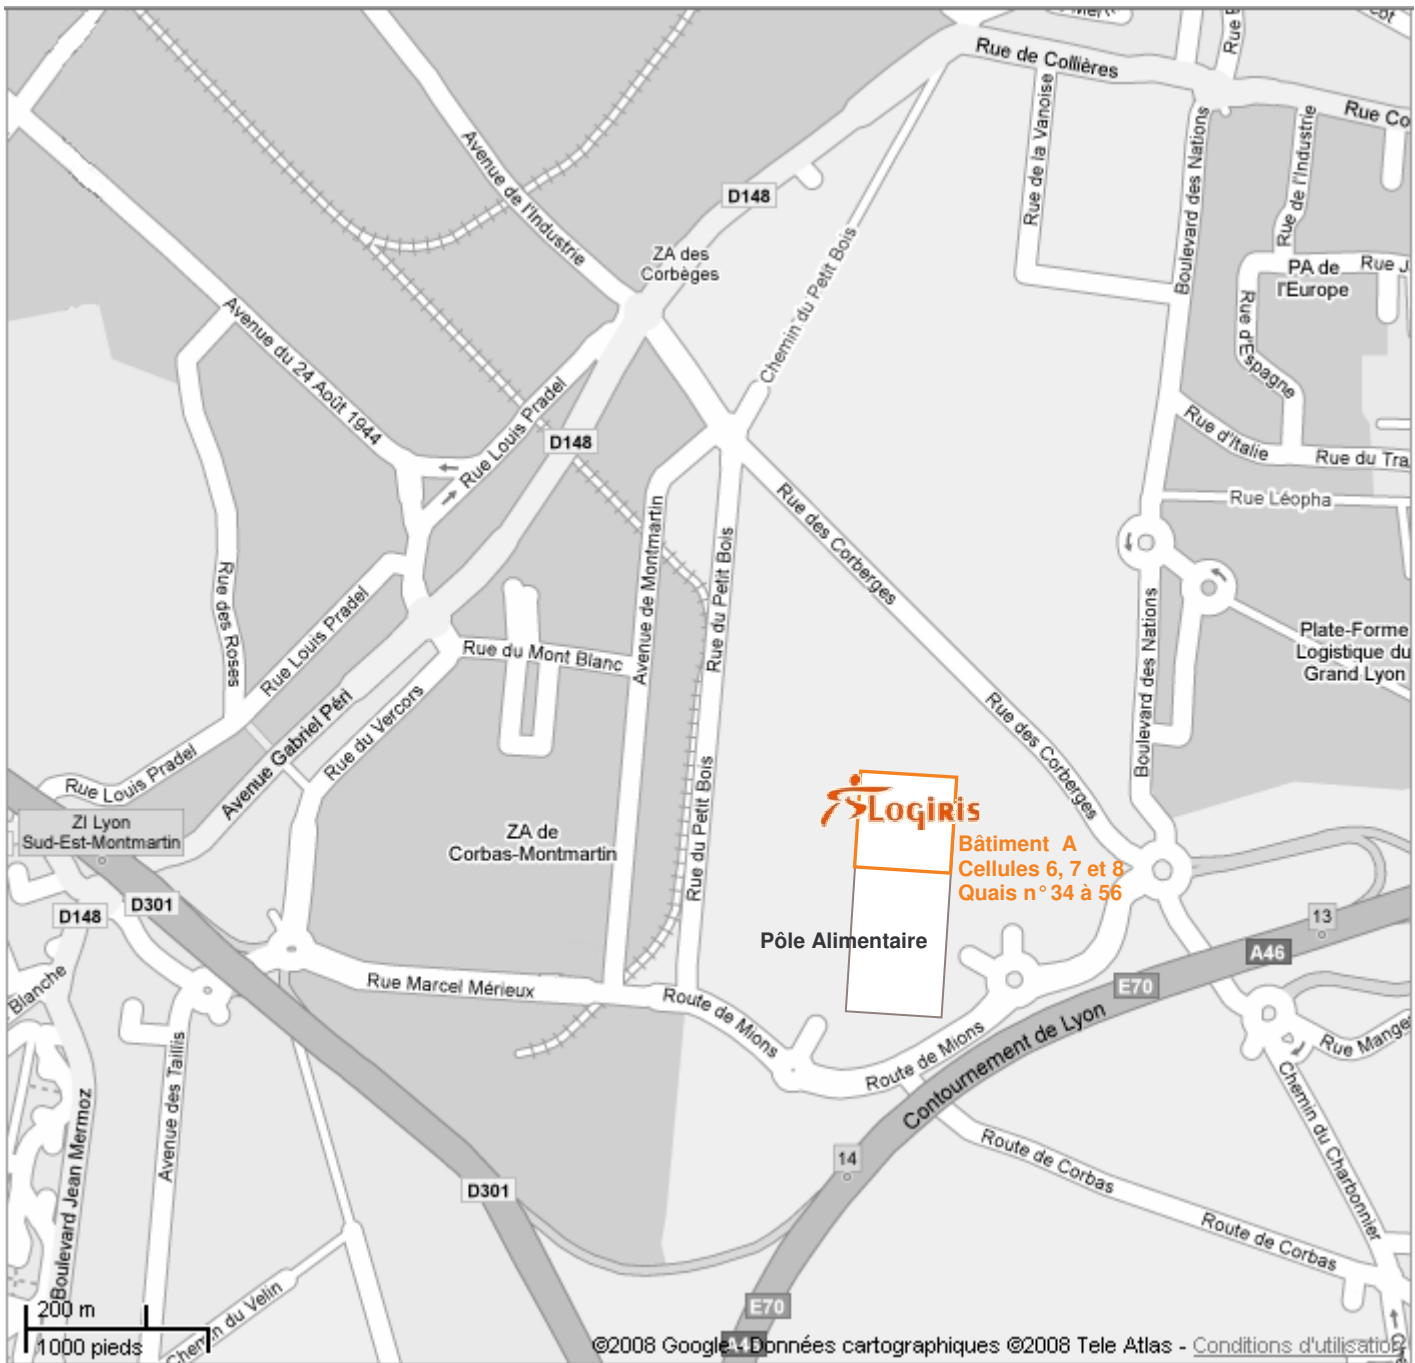 Rue de Collières
Rue Co
Rue de la Vanoise
Boulevard des Nations
Rue de l'Industrie
Avenue de l'Industrie
D148
ZA des
Corbèges
Chemin du Petit Bois
PA de
l'Europe
Rue J
Rue d'Espagne
Avenue du 24 Août 1944
Rue Louis Pradel
D148
Rue d'Italie
Rue du Tra
Rue Léopha
Rue des Corberges
Avenue de Montmartin
Rue du Petit Bois
Rue des Roses
Rue Louis Pradel
Rue du Mont Blanc
Boulevard des Nations
Plate-Forme
Logistique du
Grand Lyon
Avenue Gabriel Péri
Rue du Vercors
Rue des Corberges
Rue Louis Pradel
Rue du Petit Bois
ZI Lyon
Sud-Est-Montmartin
ZA de
Corbas-Montmartin
LOGIRIS
Bâtiment A
Cellules 6, 7 et 8
Quais n° 34 à 56
D148
D301
13
A46
Pôle Alimentaire
E70
Blanche
Rue Marcel Mérieux
Route de Mions
Route de Mions
Contournement de Lyon
Rue Mange
Avenue des Taillis
Boulevard Jean Mermoz
Chemin du Charbonnier
14
D301
Route de Corbas
Route de Corbas
Chemin du Velin
E70
200 m
1000 pieds
©2008 Google - Données cartographiques ©2008 Tele Atlas - Conditions d'utilisation